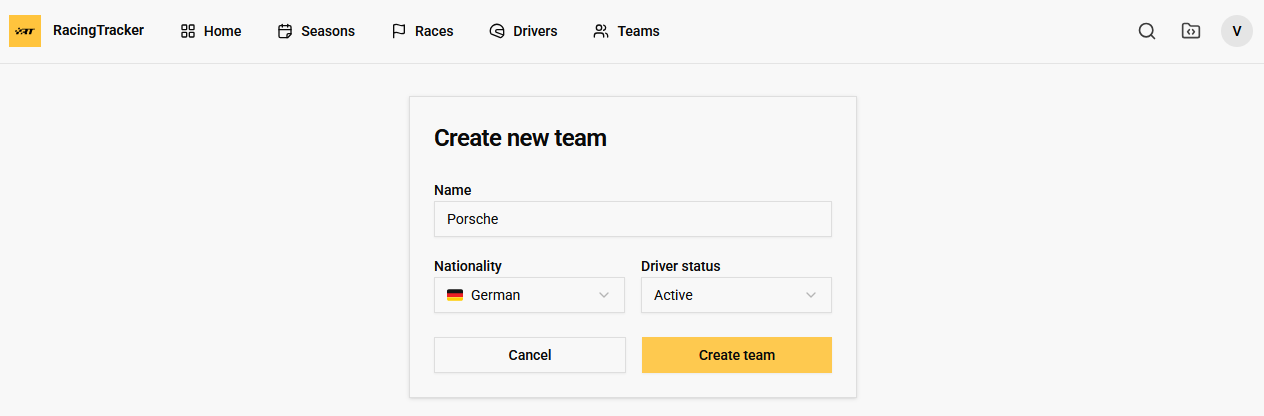 RacingTracker Home Seasons Races Drivers Teams V
Create new team
Name
Porsche
Nationality Driver status
German Active
Cancel Create team